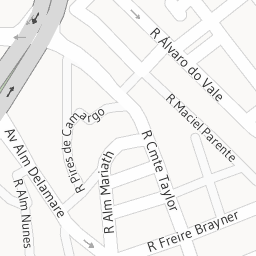 R Álvaro do Vale
R Maciel Parente
R Pires de Camargo
R Cmte Taylor
Av Alm Delamare
R Alm Mariath
R Alm Nunes
R Freire Brayner